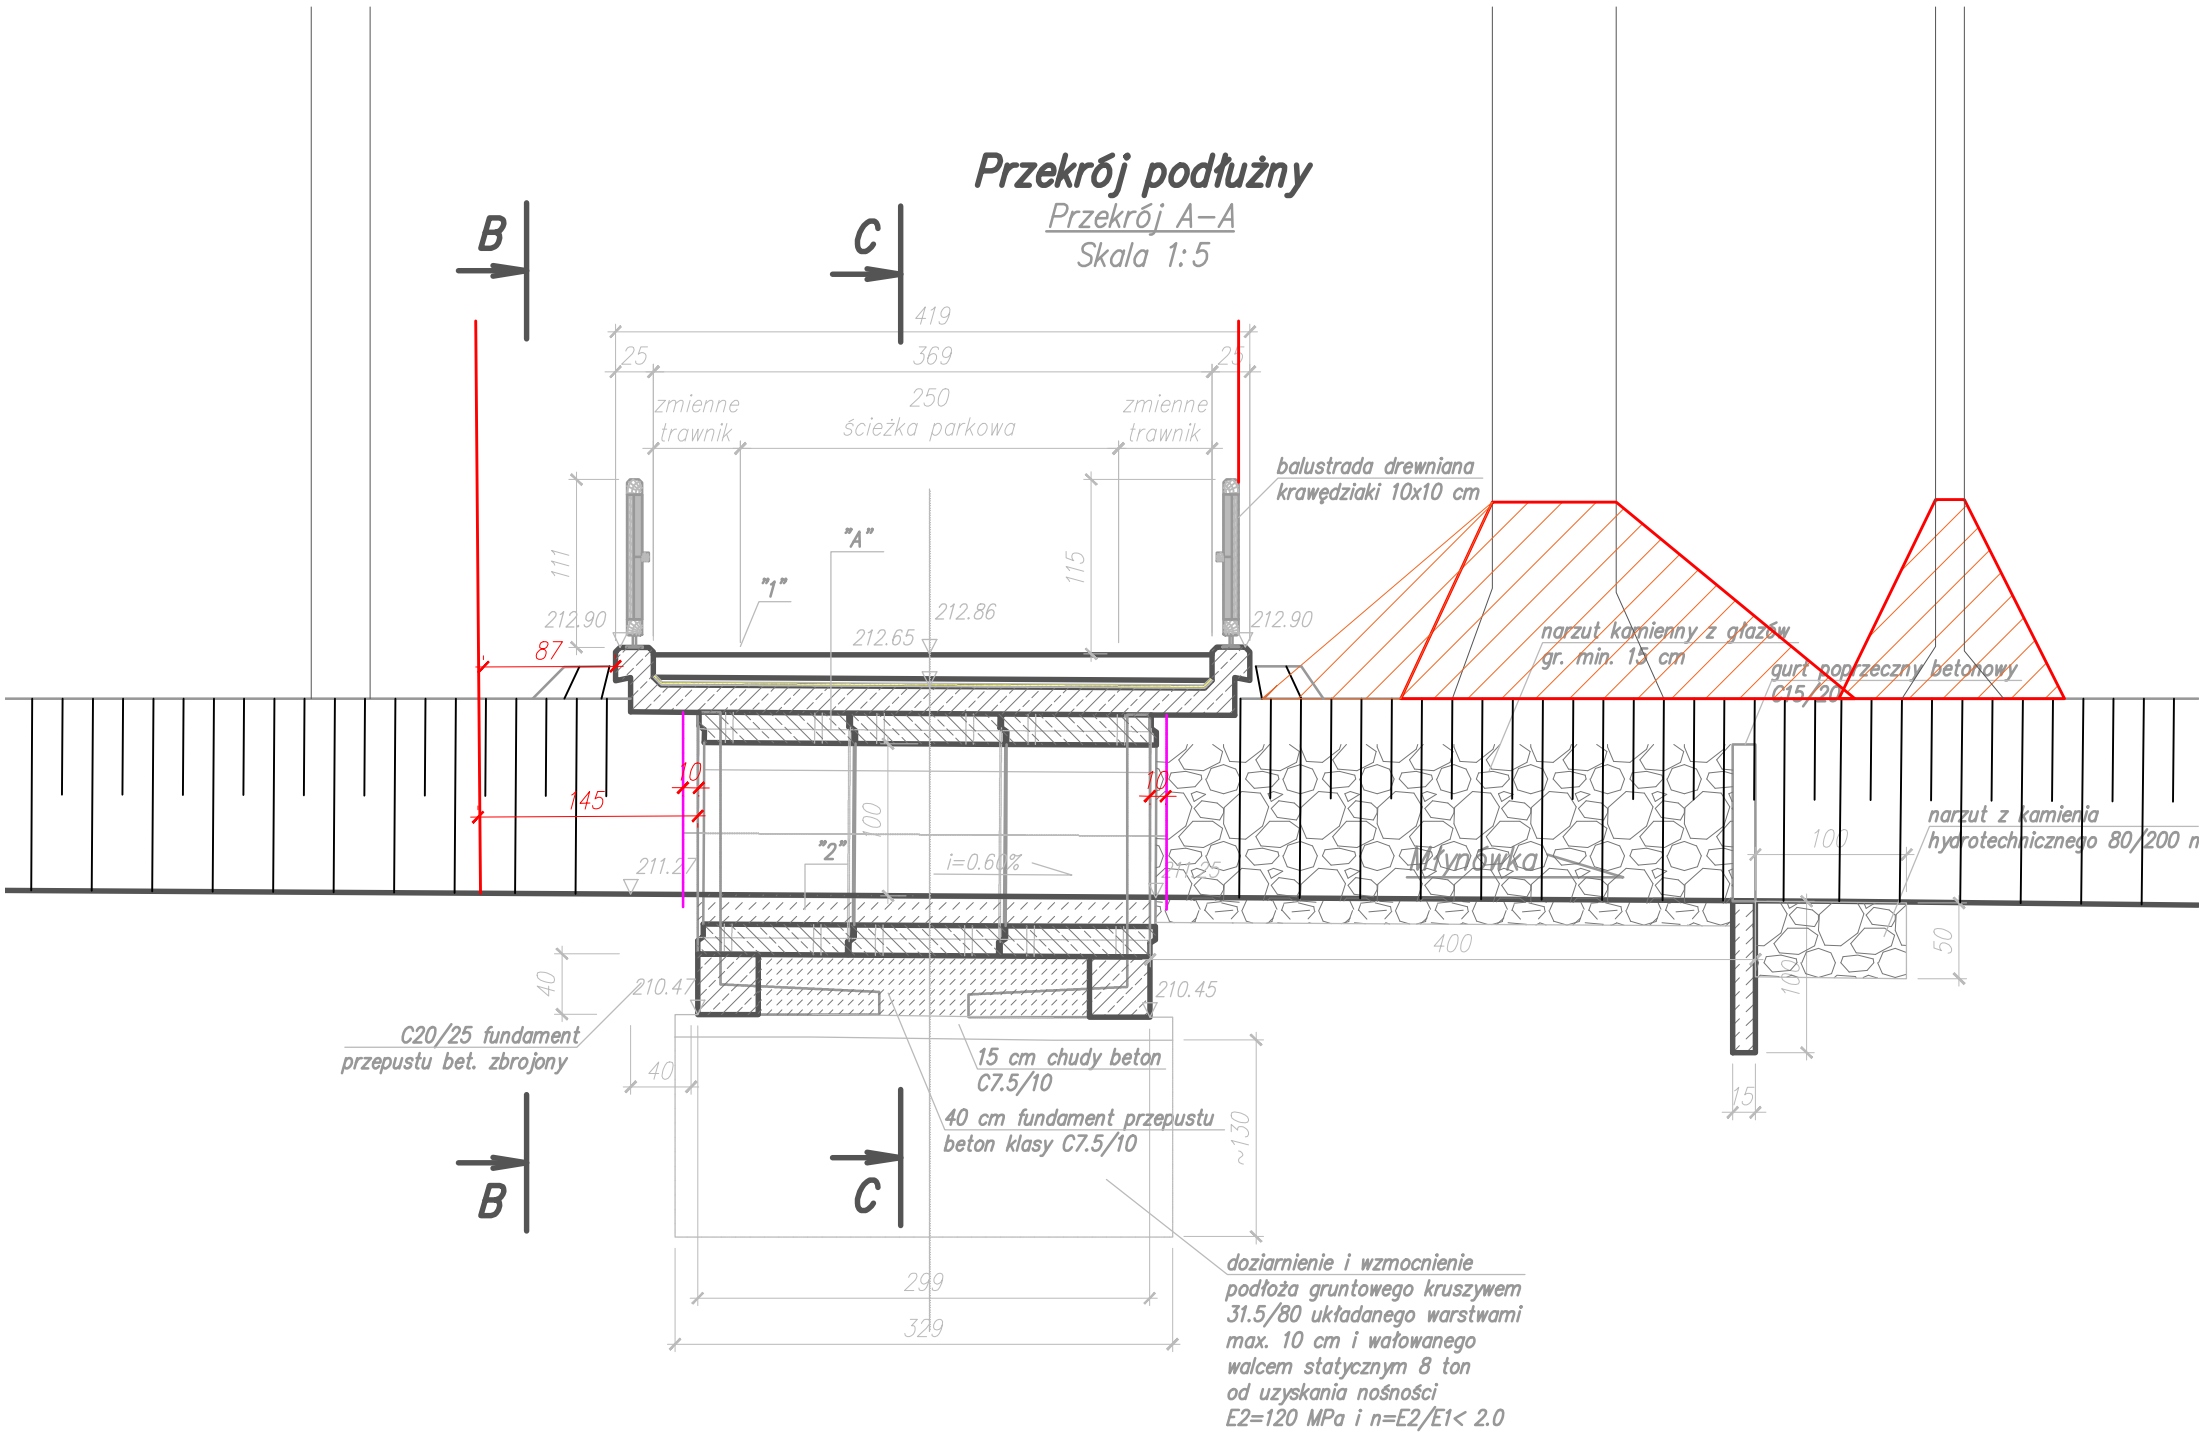 Przekrój podłużny
Przekrój A-A
Skala 1:5
B
C
419
25
369
25
zmienne
trawnik
250
ścieżka parkowa
zmienne
trawnik
balustrada drewniana
krawędziaki 10x10 cm
"A"
"1"
111
115
212.90
212.86
212.65
212.90
87
narzut kamienny z głazów
gr. min. 15 cm
gurt poprzeczny betonowy
C15/20
10
145
10
100
"2"
i=0.60%
211.27
211.25
Młynówka
100
narzut z kamienia
hydrotechnicznego 80/200
400
50
100
40
210.47
210.45
C20/25 fundament
przepustu bet. zbrojony
40
15 cm chudy beton
C7.5/10
40 cm fundament przepustu
beton klasy C7.5/10
~130
15
B
C
doziarnienie i wzmocnienie
podłoża gruntowego kruszywem
31.5/80 układanego warstwami
max. 10 cm i wałowanego
walcem statycznym 8 ton
od uzyskania nośności
E2=120 MPa i n=E2/E1< 2.0
299
329